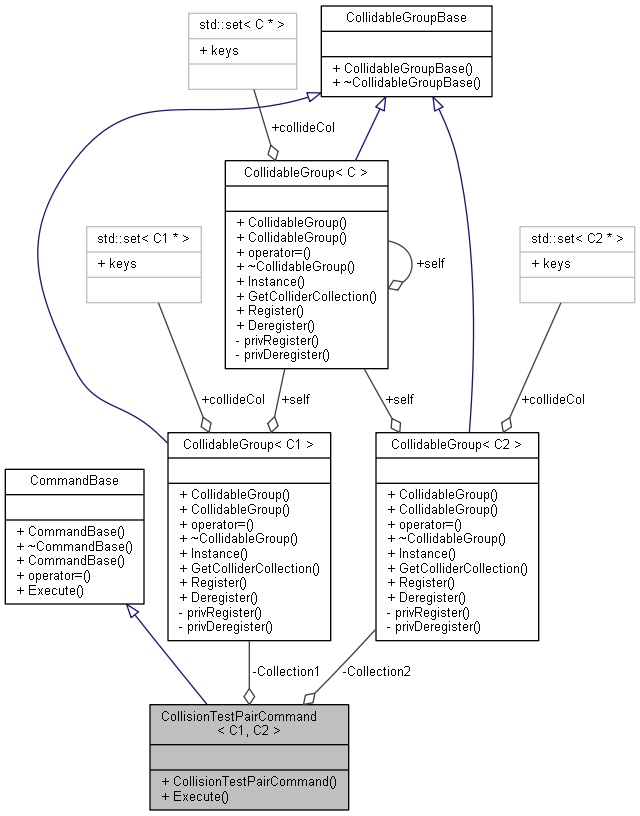 std::set< C * >
+ keys
CollidableGroupBase
+ CollidableGroupBase()
+ ~CollidableGroupBase()
+collideCol
CollidableGroup< C >
+ CollidableGroup()
+ CollidableGroup()
+ operator=()
+ ~CollidableGroup()
+ Instance()
+ GetColliderCollection()
+ Register()
+ Deregister()
- privRegister()
- privDeregister()
+self
std::set< C1 * >
+ keys
std::set< C2 * >
+ keys
+collideCol
+self
+self
+collideCol
CollidableGroup< C1 >
+ CollidableGroup()
+ CollidableGroup()
+ operator=()
+ ~CollidableGroup()
+ Instance()
+ GetColliderCollection()
+ Register()
+ Deregister()
- privRegister()
- privDeregister()
CollidableGroup< C2 >
+ CollidableGroup()
+ CollidableGroup()
+ operator=()
+ ~CollidableGroup()
+ Instance()
+ GetColliderCollection()
+ Register()
+ Deregister()
- privRegister()
- privDeregister()
CommandBase
+ CommandBase()
+ ~CommandBase()
+ CommandBase()
+ operator=()
+ Execute()
-Collection1
-Collection2
CollisionTestPairCommand
< C1, C2 >
+ CollisionTestPairCommand()
+ Execute()